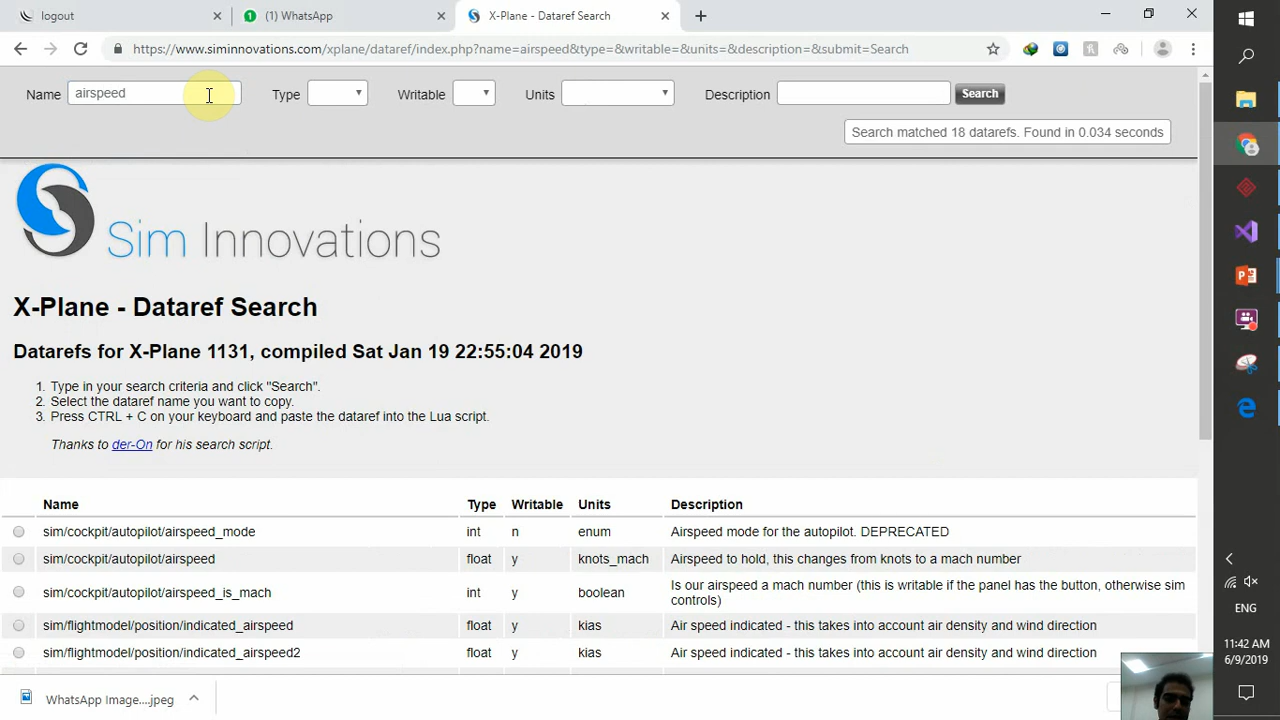 logout
(1) WhatsApp
X-Plane - Dataref Search
https://www.siminnovations.com/xplane/dataref/index.php?name=airspeed&type=&writable=&units=&description=&submit=Search
Name airspeed Type Writable Units Description Search
Search matched 18 datarefs. Found in 0.034 seconds
Sim Innovations
X-Plane - Dataref Search
Datarefs for X-Plane 1131, compiled Sat Jan 19 22:55:04 2019
1. Type in your search criteria and click "Search".
2. Select the dataref name you want to copy.
3. Press CTRL + C on your keyboard and paste the dataref into the Lua script.
Thanks to der-On for his search script.
Name Type Writable Units Description
sim/cockpit/autopilot/airspeed_mode int n enum Airspeed mode for the autopilot. DEPRECATED
sim/cockpit/autopilot/airspeed float y knots_mach Airspeed to hold, this changes from knots to a mach number
sim/cockpit/autopilot/airspeed_is_mach int y boolean Is our airspeed a mach number (this is writable if the panel has the button, otherwise sim
controls)
sim/flightmodel/position/indicated_airspeed float y kias Air speed indicated - this takes into account air density and wind direction
sim/flightmodel/position/indicated_airspeed2 float y kias Air speed indicated - this takes into account air density and wind direction
WhatsApp Image....jpeg
ENG
11:42 AM
6/9/2019